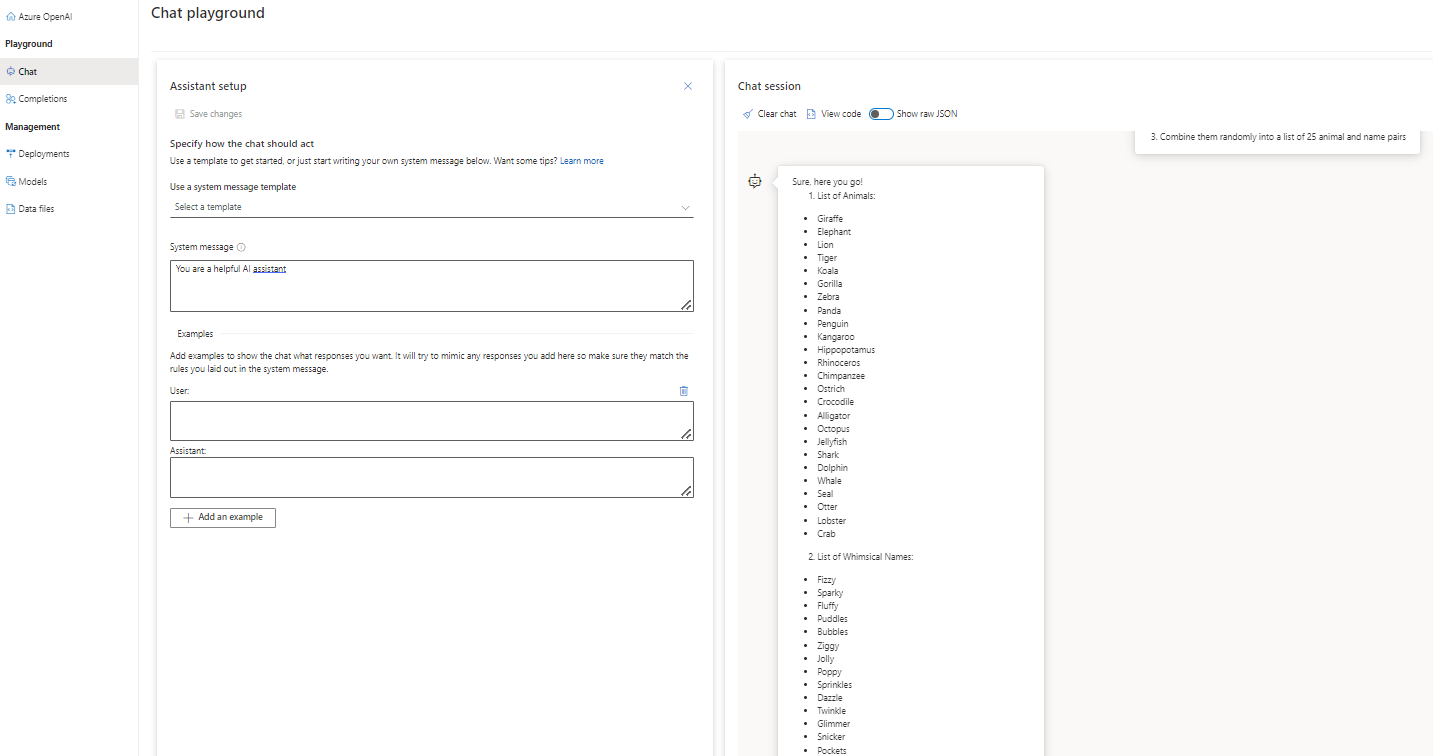 Azure OpenAI
Playground
Chat
Completions
Management
Deployments
Models
Data files
Chat playground
Assistant setup
Save changes
Specify how the chat should act
Use a template to get started, or just start writing your own system message below. Want some tips? Learn more
Use a system message template
Select a template
System message
You are a helpful AI assistant
Examples
Add examples to show the chat what responses you want. It will try to mimic any responses you add here so make sure they match the
rules you laid out in the system message.
User:
Assistant:
Add an example
Chat session
Clear chat View code Show raw JSON
3. Combine them randomly into a list of 25 animal and name pairs
Sure, here you go!
1. List of Animals:
• Giraffe
• Elephant
• Lion
• Tiger
• Koala
• Gorilla
• Zebra
• Panda
• Penguin
• Kangaroo
• Hippopotamus
• Rhinoceros
• Chimpanzee
• Ostrich
• Crocodile
• Alligator
• Octopus
• Jellyfish
• Shark
• Dolphin
• Whale
• Seal
• Otter
• Lobster
• Crab
2. List of Whimsical Names:
• Fizzy
• Sparky
• Fluffy
• Puddles
• Bubbles
• Ziggy
• Jolly
• Poppy
• Sprinkles
• Dazzle
• Twinkle
• Glimmer
• Snicker
• Pockets